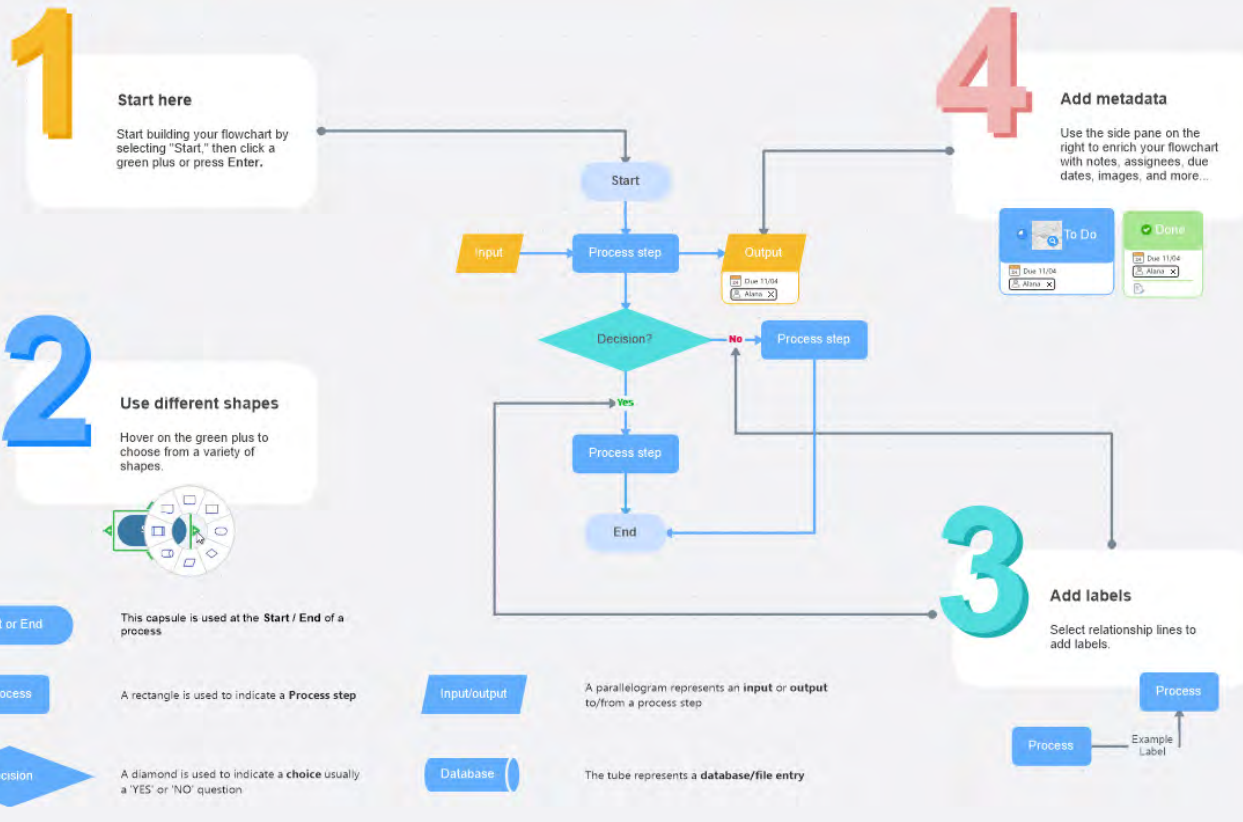 1
Start here
Start building your flowchart by
selecting "Start," then click a
green plus or press Enter.
4
Add metadata
Use the side pane on the
right to enrich your flowchart
with notes, assignees, due
dates, images, and more...
To Do
Due 11/04
Alana X
Done
Due 11/04
Alana X
Start
Input
Process step
Output
Due 11/04
Alana X
Decision?
No
Process step
Yes
Process step
End
2
Use different shapes
Hover on the green plus to
choose from a variety of
shapes.
3
Add labels
Select relationship lines to
add labels.
Process
Process
Example
Label
t or End
This capsule is used at the Start / End of a
process
ocess
A rectangle is used to indicate a Process step
cision
A diamond is used to indicate a choice usually
a 'YES' or 'NO' question
Input/output
A parallelogram represents an input or output
to/from a process step
Database
The tube represents a database/file entry